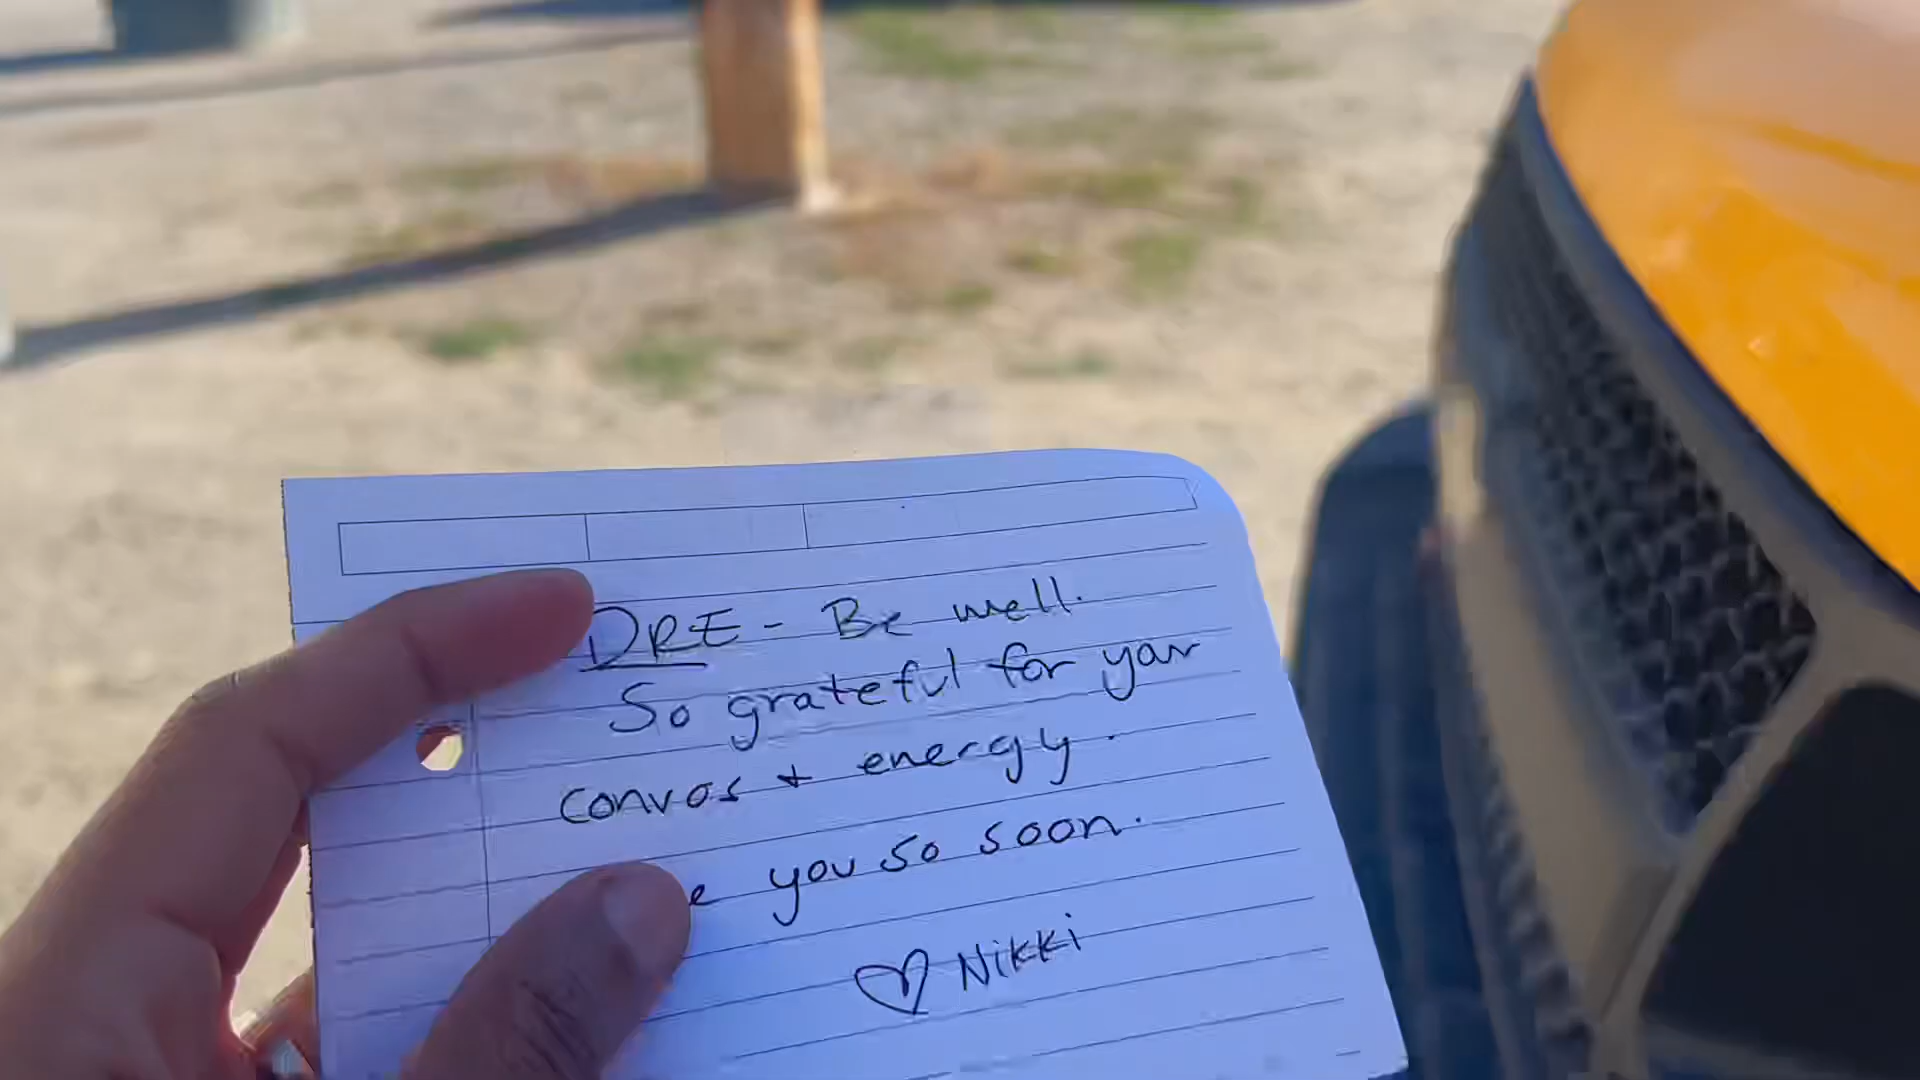 DRE - Be well.
So grateful for your
convos + energy.
e you so soon.
♡ Nikki